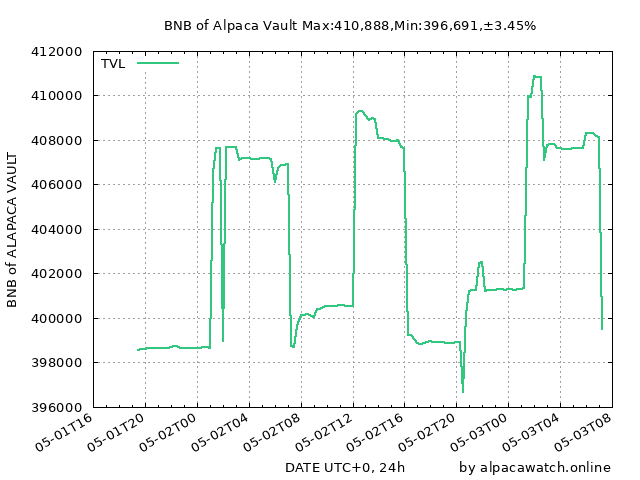 BNB of Alpaca Vault Max:410,888,Min:396,691,±3.45%
TVL
412000
410000
408000
406000
404000
402000
400000
398000
396000
BNB of ALAPACA VAULT
05-01T16
05-01T20
05-02T00
05-02T04
05-02T08
05-02T12
05-02T16
05-02T20
05-03T00
05-03T04
05-03T08
DATE UTC+0, 24h
by alpacawatch.online